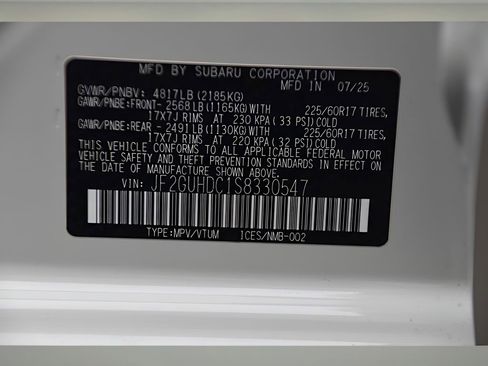 MFD BY SUBARU CORPORATION MFD IN 07/25
GVWR/PNBV: 4817LB(2185KG)
GAWR/PNBE:FRONT- 2568LB(1165KG)WITH 225/60R17 TIRES,
17X7J RIMS AT 230 KPA( 33 PSI)COLD
GAWR/PNBE:REAR - 2491LB(1130KG)WITH 225/60R17 TIRES,
17X7J RIMS AT 220 KPA( 32 PSI)COLD
THIS VEHICLE CONFORMS TO ALL APPLICABLE FEDERAL MOTOR
VEHICLE SAFETY STANDARDS IN EFFECT ON THE DATE OF
MANUFACTURE SHOWN ABOVE.
VIN: JF2GUHDC1S8330547
TYPE:MPV/VTUM ICES/NMB-002